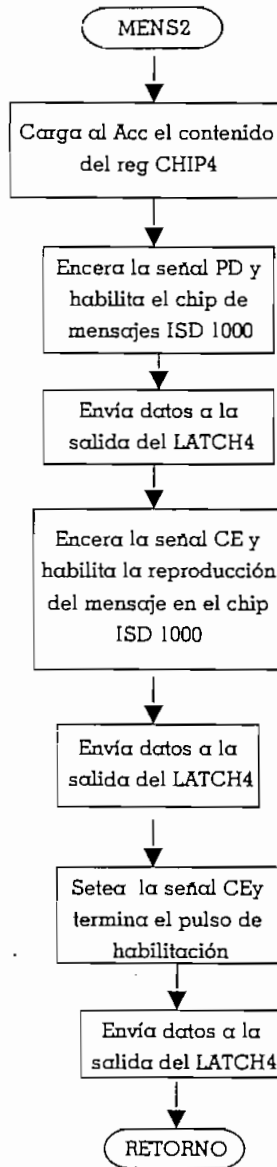 MENS2
Carga al Acc el contenido
del reg CHIP4
Encera la señal PD y
habilita el chip de
mensajes ISD 1000
Envía datos a la
salida del LATCH4
Encera la señal CE y
habilita la reproducción
del mensaje en el chip
ISD 1000
Envía datos a la
salida del LATCH4
Setea la señal CEy
termina el pulso de
habilitación
Envía datos a la
salida del LATCH4
RETORNO